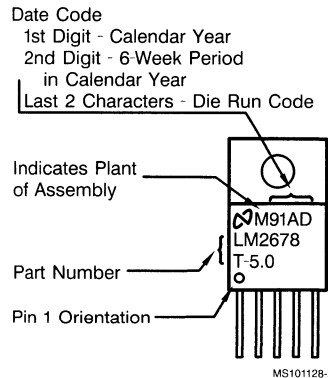 Date Code
1st Digit - Calendar Year
2nd Digit - 6-Week Period
in Calendar Year
Last 2 Characters - Die Run Code
Indicates Plant
of Assembly
M91AD
LM2678
T-5.0
Part Number
Pin 1 Orientation
MS101128-